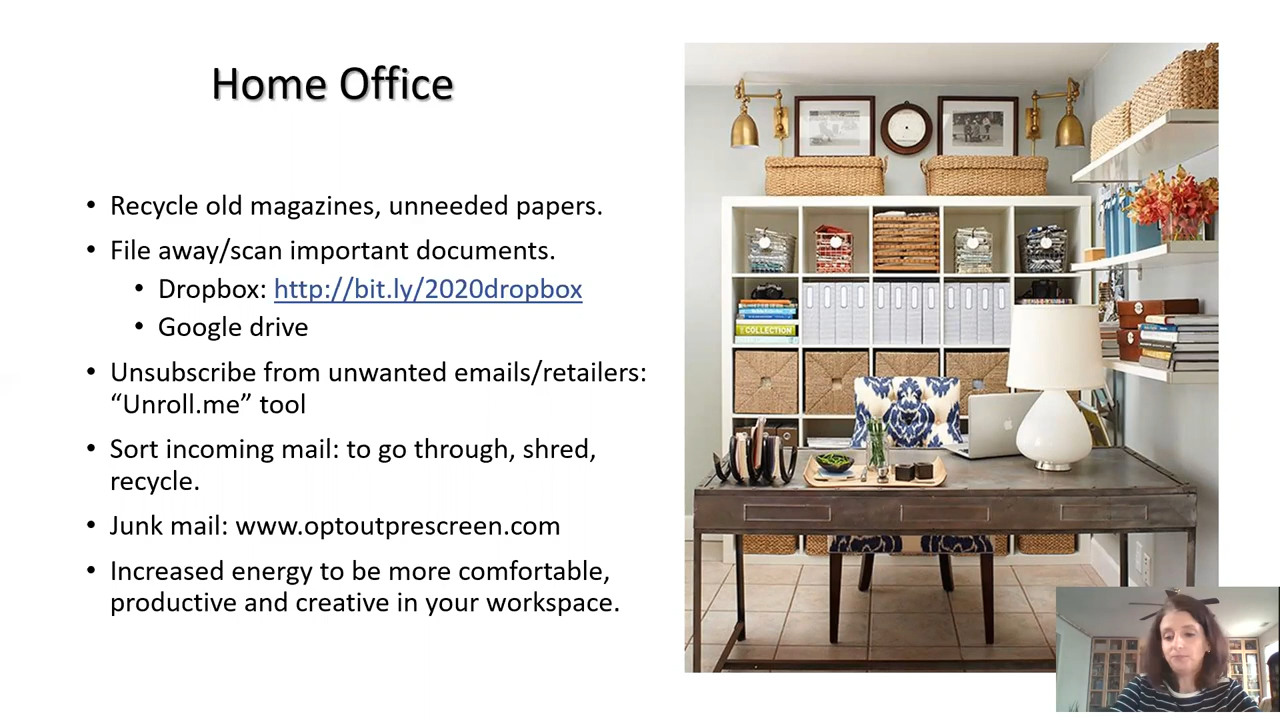 Home Office
• Recycle old magazines, unneeded papers.
• File away/scan important documents.
• Dropbox: http://bit.ly/2020dropbox
• Google drive
• Unsubscribe from unwanted emails/retailers:
“Unroll.me” tool
• Sort incoming mail: to go through, shred,
recycle.
• Junk mail: www.optoutprescreen.com
• Increased energy to be more comfortable,
productive and creative in your workspace.
COLLECTION